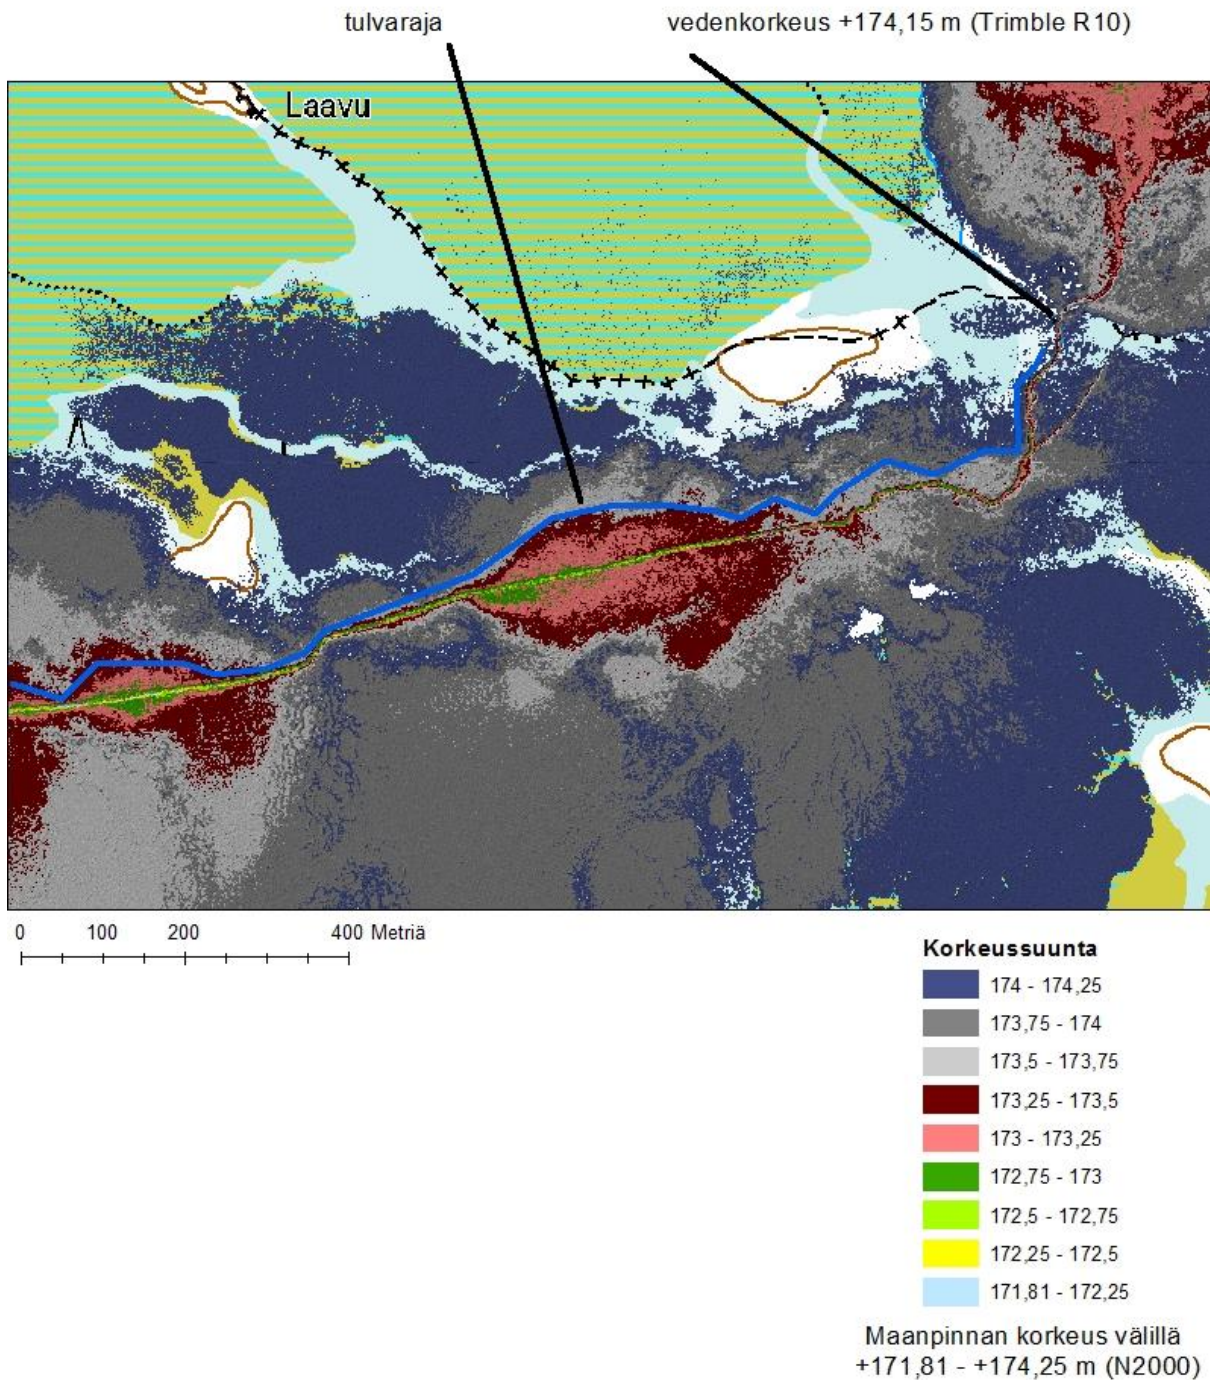 tulvaraja
vedenkorkeus +174,15 m (Trimble R10)
Laavu
0 100 200 400 Metriä
Korkeussuunta
174 - 174,25
173,75 - 174
173,5 - 173,75
173,25 - 173,5
173 - 173,25
172,75 - 173
172,5 - 172,75
172,25 - 172,5
171,81 - 172,25
Maanpinnan korkeus välillä
+171,81 - +174,25 m (N2000)